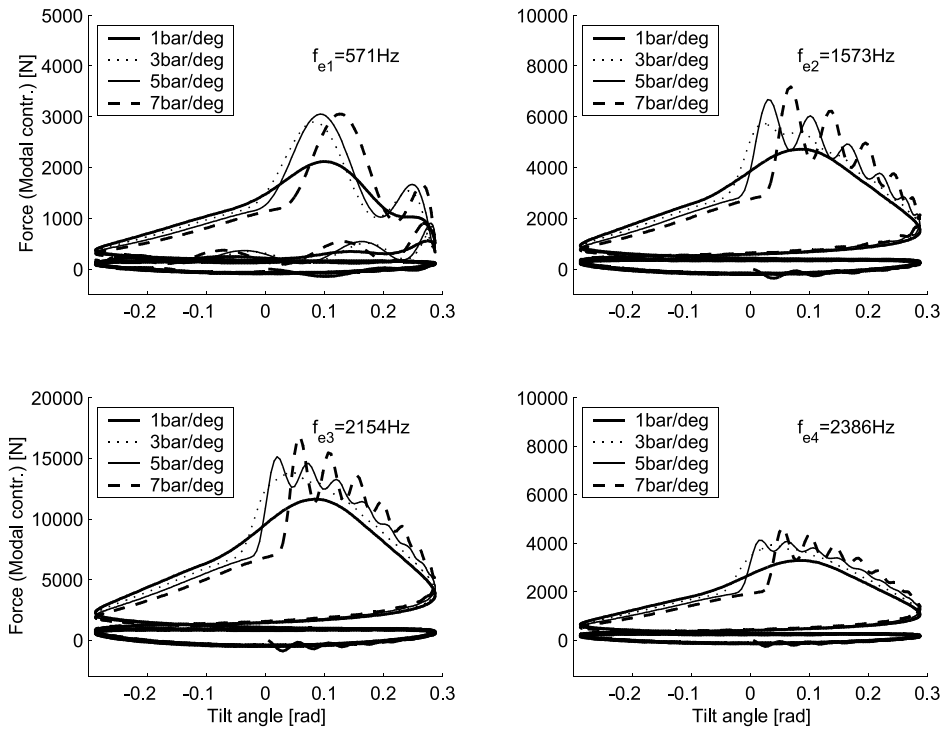 5000
1bar/deg
3bar/deg
5bar/deg
7bar/deg
f_e1=571Hz
4000
3000
2000
1000
0
Force (Modal contr.) [N]
-0.2 -0.1 0 0.1 0.2 0.3
10000
1bar/deg
3bar/deg
5bar/deg
7bar/deg
f_e2=1573Hz
8000
6000
4000
2000
0
-0.2 -0.1 0 0.1 0.2 0.3
20000
1bar/deg
3bar/deg
5bar/deg
7bar/deg
f_e3=2154Hz
15000
10000
5000
0
Force (Modal contr.) [N]
-0.2 -0.1 0 0.1 0.2 0.3
Tilt angle [rad]
10000
1bar/deg
3bar/deg
5bar/deg
7bar/deg
f_e4=2386Hz
8000
6000
4000
2000
0
-0.2 -0.1 0 0.1 0.2 0.3
Tilt angle [rad]